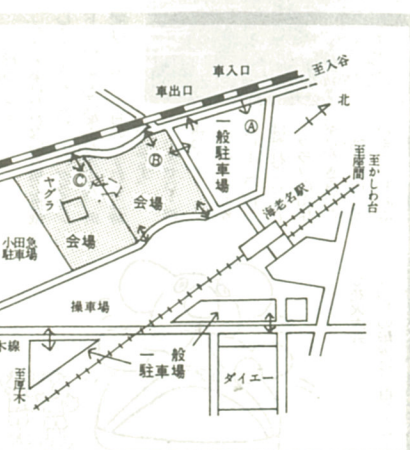 車入口
至入谷
車出口
北
Ⓐ
一般駐車場
Ⓑ
至座間
至かしわ台
Ⓒ
ヤグラ
会場
海老名駅
会場
小田急
駐車場
操車場
木線
一般
駐車場
ダイエー
至厚木